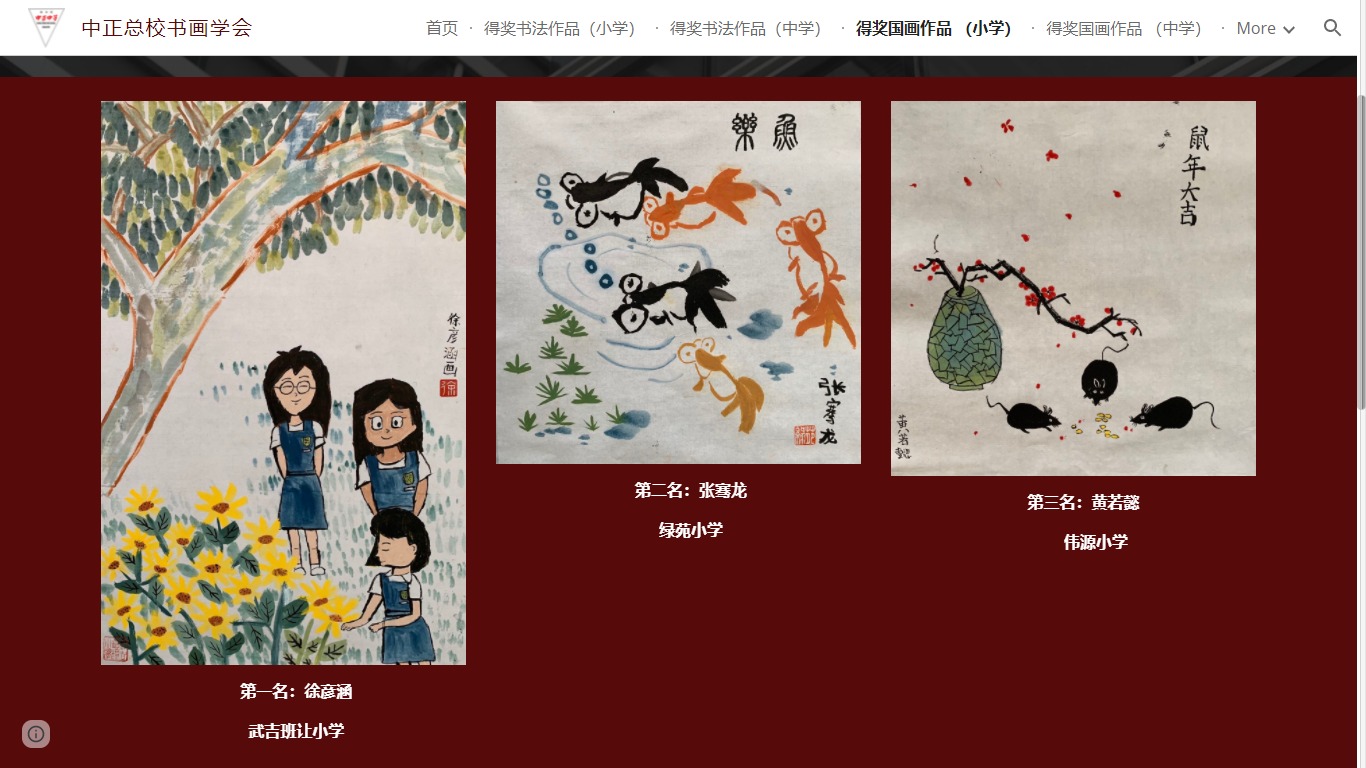 中正总校书画学会
首页 · 得奖书法作品（小学） · 得奖书法作品（中学） · 得奖国画作品 （小学） · 得奖国画作品 （中学） · More
徐彦涵画
樂魚
张骞龙
鼠年大吉
黄若懿
第一名：徐彦涵
武吉班让小学
第二名：张骞龙
绿苑小学
第三名：黄若懿
伟源小学